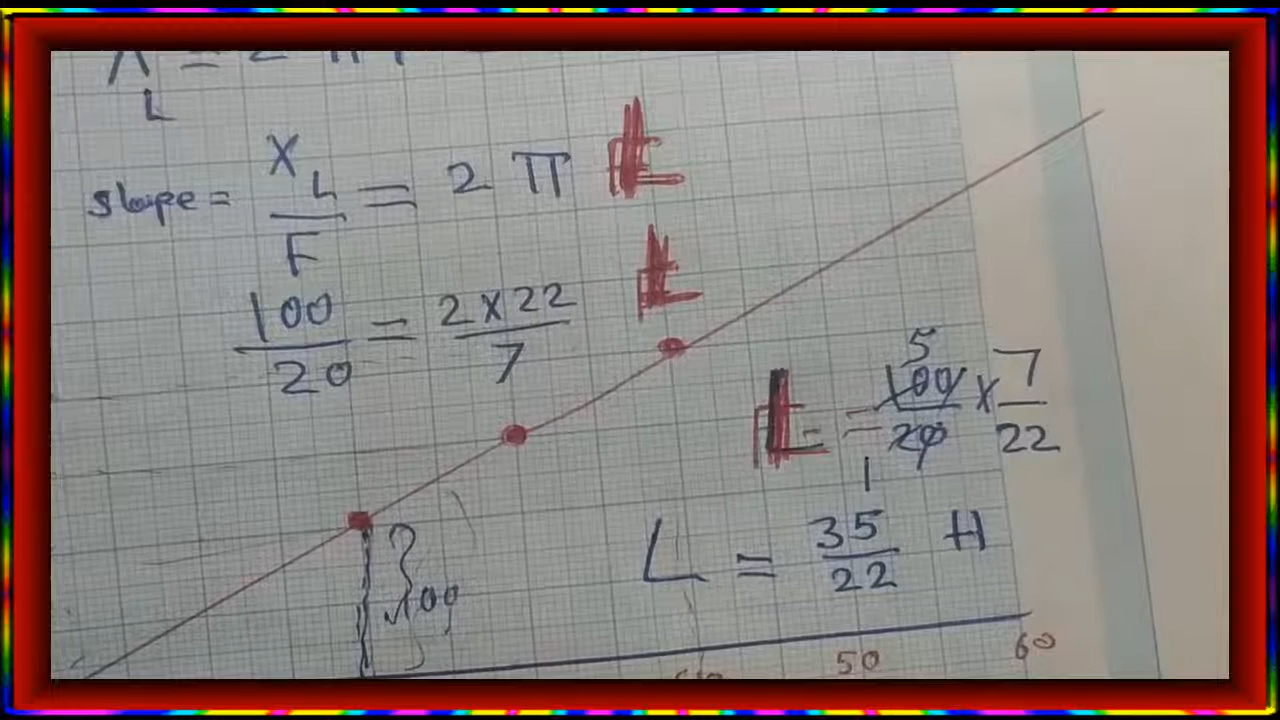 X
L = 2 π
slope = X_L / F = 2 π L
100 / 20 = 2 x 22 / 7 L
L = 5 100 / 20 1 x 7 / 22
L = 35 / 22 H
100
50
60